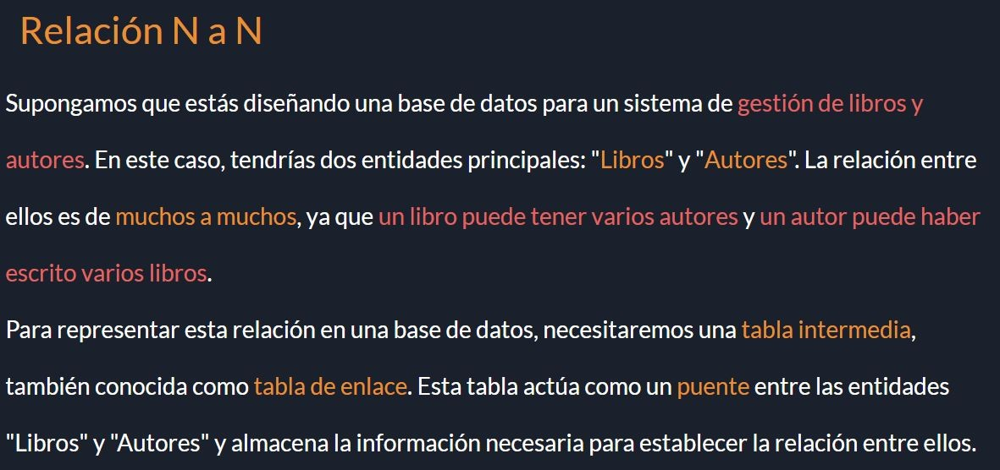 Relación N a N
Supongamos que estás diseñando una base de datos para un sistema de gestión de libros y
autores. En este caso, tendrías dos entidades principales: "Libros" y "Autores". La relación entre
ellos es de muchos a muchos, ya que un libro puede tener varios autores y un autor puede haber
escrito varios libros.
Para representar esta relación en una base de datos, necesitaremos una tabla intermedia,
también conocida como tabla de enlace. Esta tabla actúa como un puente entre las entidades
"Libros" y "Autores" y almacena la información necesaria para establecer la relación entre ellos.